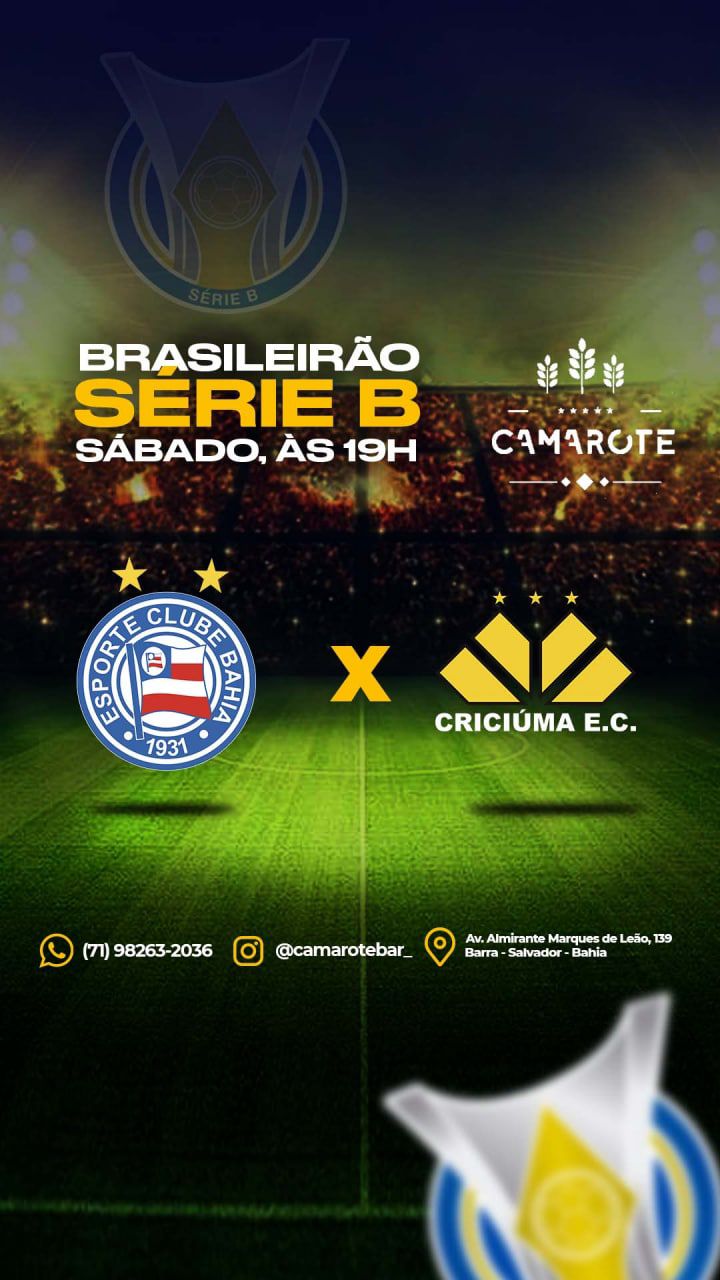 SÉRIE B
BRASILEIRÃO
SÉRIE B
SÁBADO, ÀS 19H
CAMAROTE
ESPORTE CLUBE BAHIA
1931
X
CRICIÚMA E.C.
(71) 98263-2036
@camarotebar_
Av. Almirante Marques de Leão, 139
Barra - Salvador - Bahia